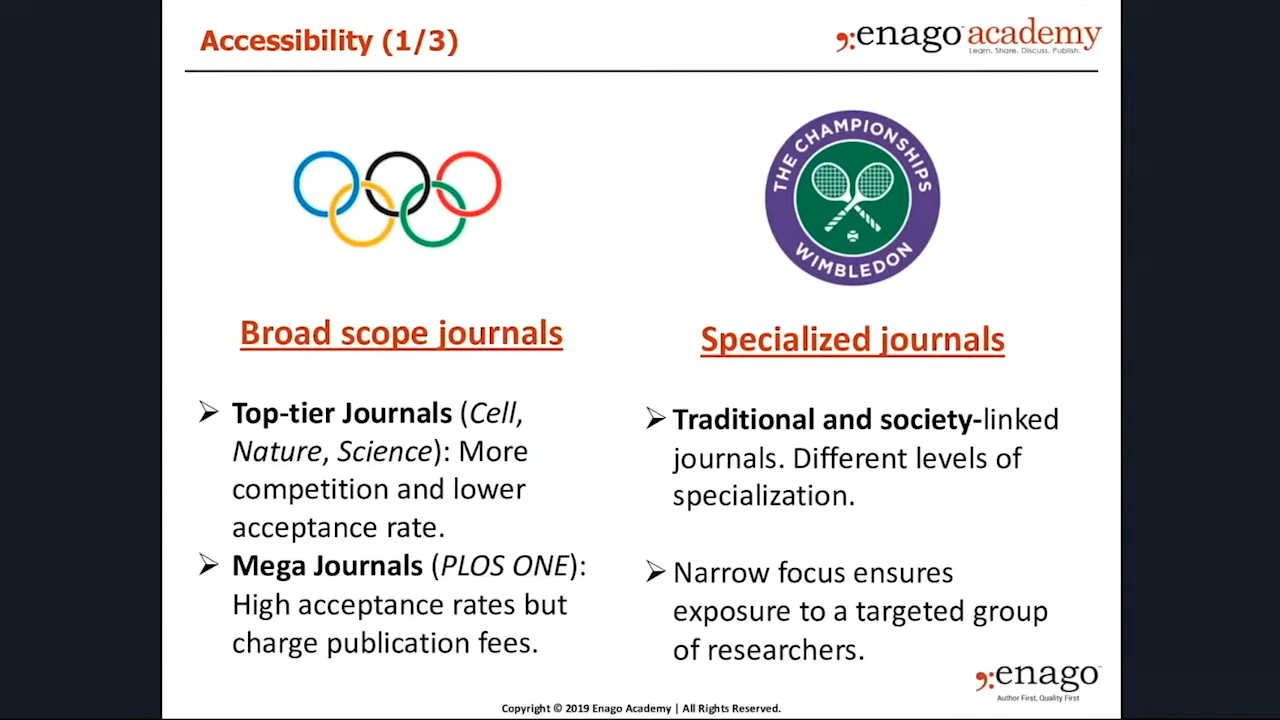 Accessibility (1/3)
enago academy
Learn. Share. Discuss. Publish.
THE CHAMPIONSHIPS
WIMBLEDON
Broad scope journals
➢ Top-tier Journals (Cell,
Nature, Science): More
competition and lower
acceptance rate.
➢ Mega Journals (PLOS ONE):
High acceptance rates but
charge publication fees.
Specialized journals
➢ Traditional and society-linked
journals. Different levels of
specialization.
➢ Narrow focus ensures
exposure to a targeted group
of researchers.
enago
Author First, Quality First
Copyright © 2019 Enago Academy | All Rights Reserved.